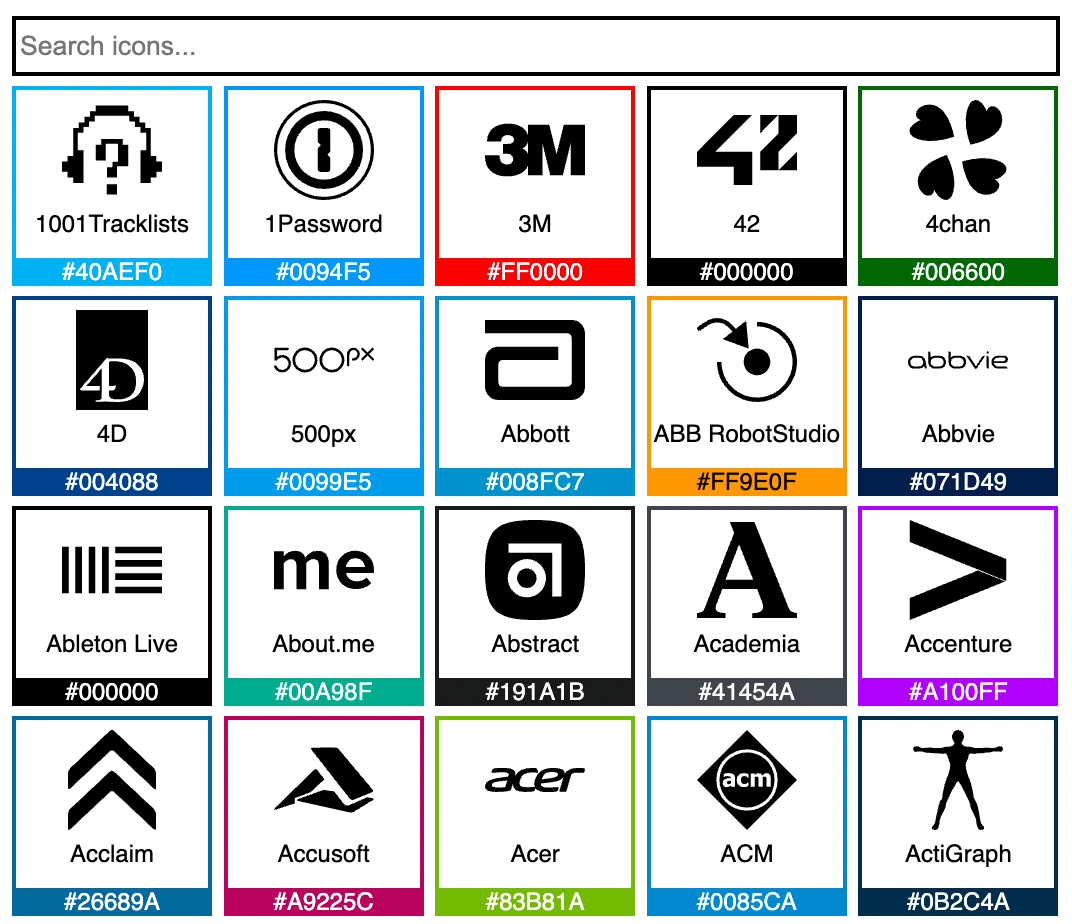 Search icons...
?
1
3M
42
1001Tracklists
1Password
3M
42
4chan
#40AEF0
#0094F5
#FF0000
#000000
#006600
4D
500px
a
abbvie
4D
500px
Abbott
ABB RobotStudio
Abbvie
#004088
#0099E5
#008FC7
#FF9E0F
#071D49
me
a
A
>
Ableton Live
About.me
Abstract
Academia
Accenture
#000000
#00A98F
#191A1B
#41454A
#A100FF
acer
acm
Acclaim
Accusoft
Acer
ACM
ActiGraph
#26689A
#A9225C
#83B81A
#0085CA
#0B2C4A